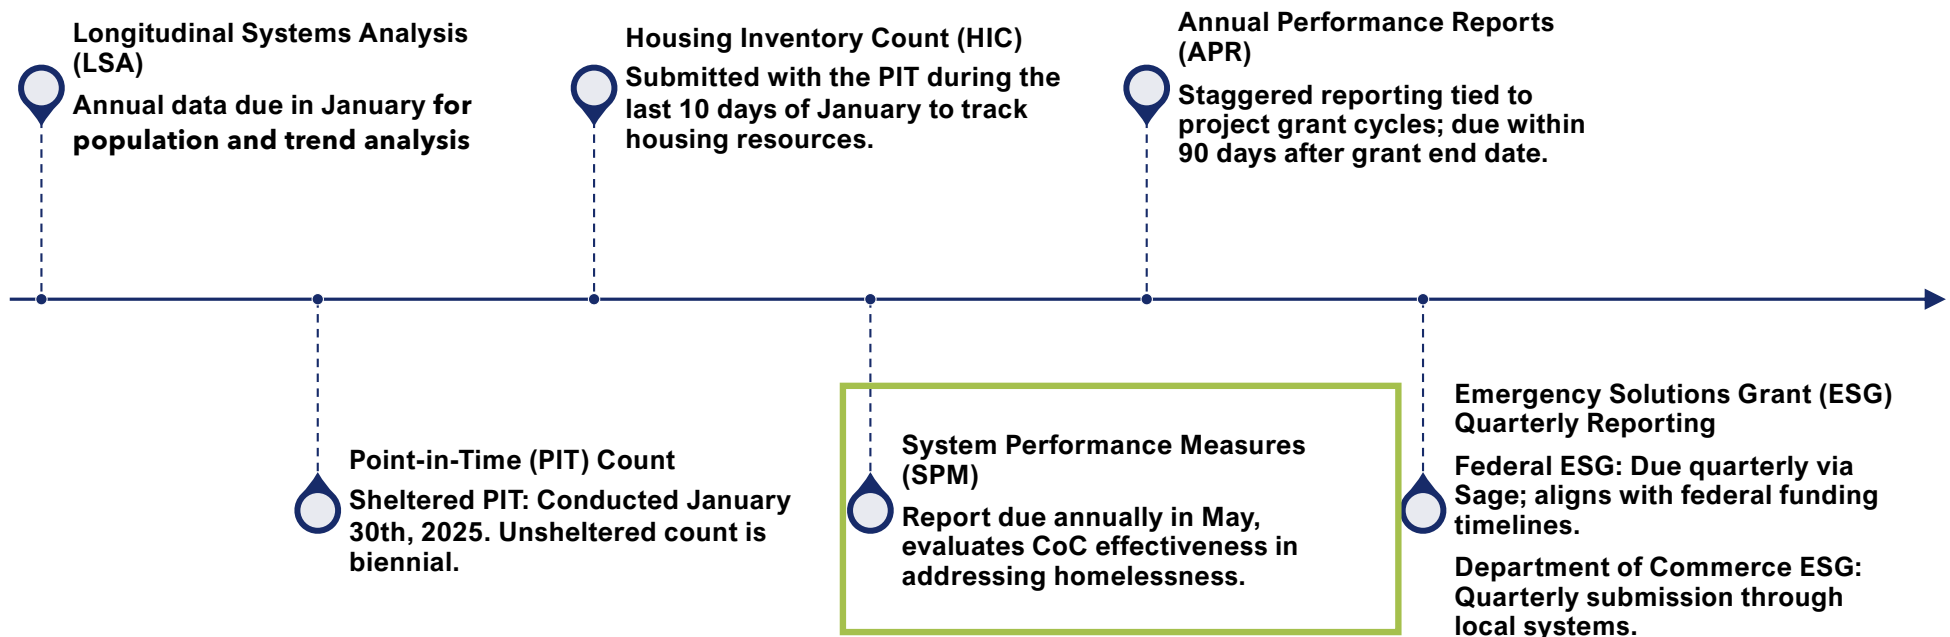 Longitudinal Systems Analysis
(LSA)
Annual data due in January for
population and trend analysis
Point-in-Time (PIT) Count
Sheltered PIT: Conducted January
30th, 2025. Unsheltered count is
biennial.
Housing Inventory Count (HIC)
Submitted with the PIT during the
last 10 days of January to track
housing resources.
System Performance Measures
(SPM)
Report due annually in May,
evaluates CoC effectiveness in
addressing homelessness.
Annual Performance Reports
(APR)
Staggered reporting tied to
project grant cycles; due within
90 days after grant end date.
Emergency Solutions Grant (ESG)
Quarterly Reporting
Federal ESG: Due quarterly via
Sage; aligns with federal funding
timelines.
Department of Commerce ESG:
Quarterly submission through
local systems.